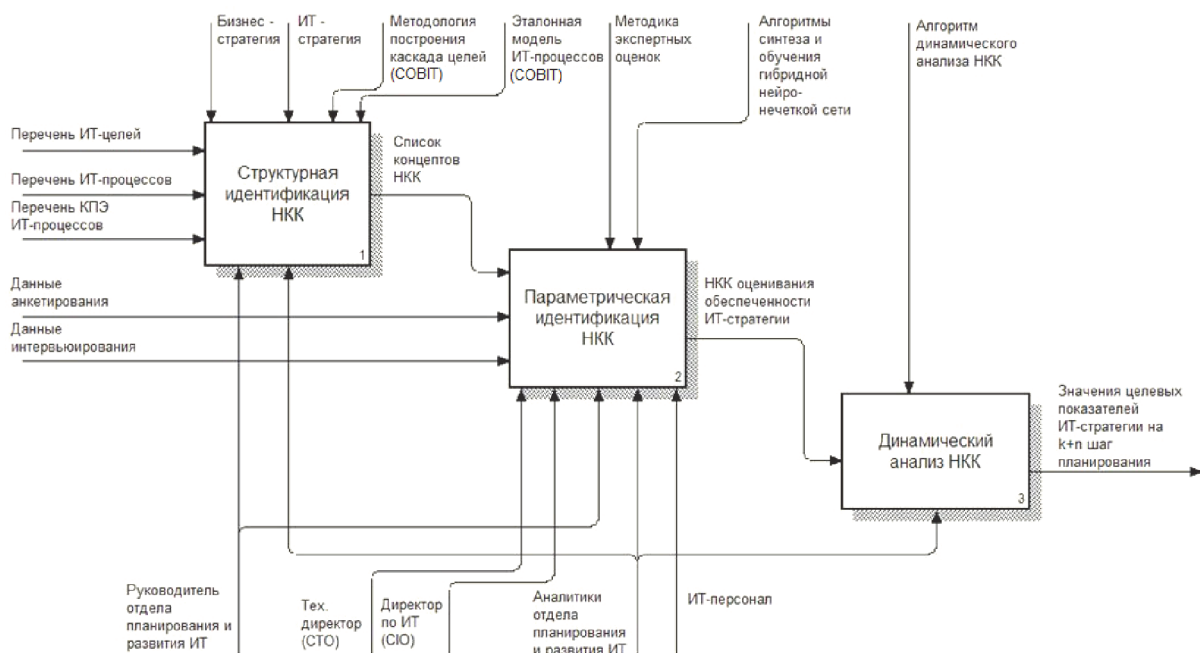 Бизнес -
стратегия
ИТ -
стратегия
Методология
построения
каскада целей
(COBIT)
Эталонная
модель
ИТ-процессов
(COBIT)
Методика
экспертных
оценок
Алгоритмы
синтеза и
обучения
гибридной
нейро-
нечеткой сети
Алгоритм
динамического
анализа НКК
Перечень ИТ-целей
Перечень ИТ-процессов
Перечень КПЭ
ИТ-процессов
Структурная
идентификация
НКК
1
Список
концептов
НКК
Данные
анкетирования
Данные
интервьюирования
Параметрическая
идентификация
НКК
2
НКК оценивания
обеспеченности
ИТ-стратегии
Динамический
анализ НКК
3
Значения целевых
показателей
ИТ-стратегии на
k+n шаг
планирования
Руководитель
отдела
планирования и
развития ИТ
Тех.
директор
(CTO)
Директор
по ИТ
(CIO)
Аналитики
отдела
планирования
и развития ИТ
ИТ-персонал